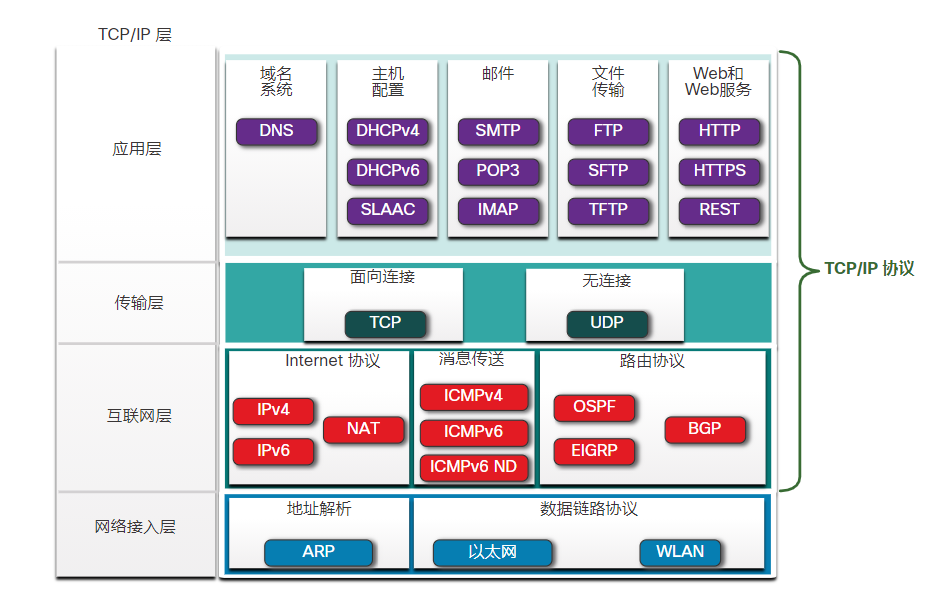 TCP/IP 层
应用层
域名
系统
DNS
主机
配置
DHCPv4
DHCPv6
SLAAC
邮件
SMTP
POP3
IMAP
文件
传输
FTP
SFTP
TFTP
Web和
Web服务
HTTP
HTTPS
REST
TCP/IP 协议
传输层
面向连接
TCP
无连接
UDP
互联网层
Internet 协议
IPv4
IPv6
NAT
消息传送
ICMPv4
ICMPv6
ICMPv6 ND
路由协议
OSPF
EIGRP
BGP
网络接入层
地址解析
ARP
数据链路协议
以太网
WLAN